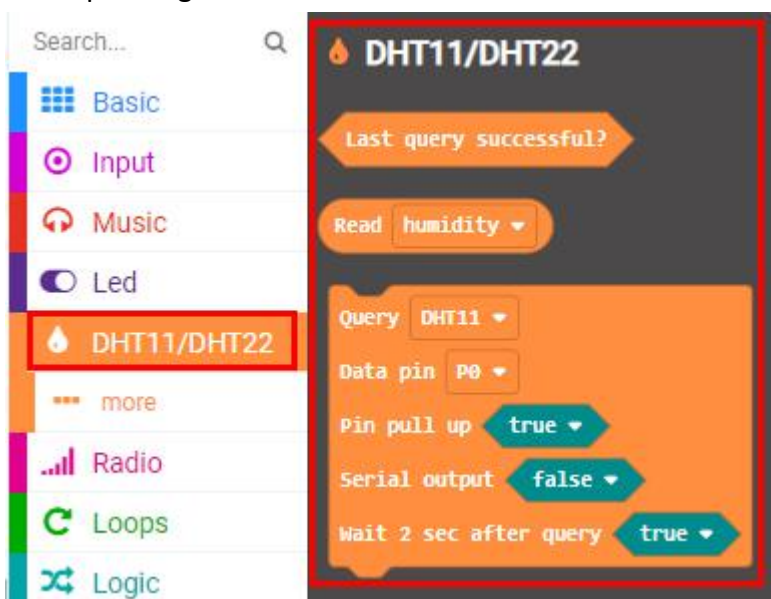 Search...
Basic
Input
Music
Led
DHT11/DHT22
more
Radio
Loops
Logic
DHT11/DHT22
Last query successful?
Read humidity
Query DHT11
Data pin P0
Pin pull up true
Serial output false
Wait 2 sec after query true